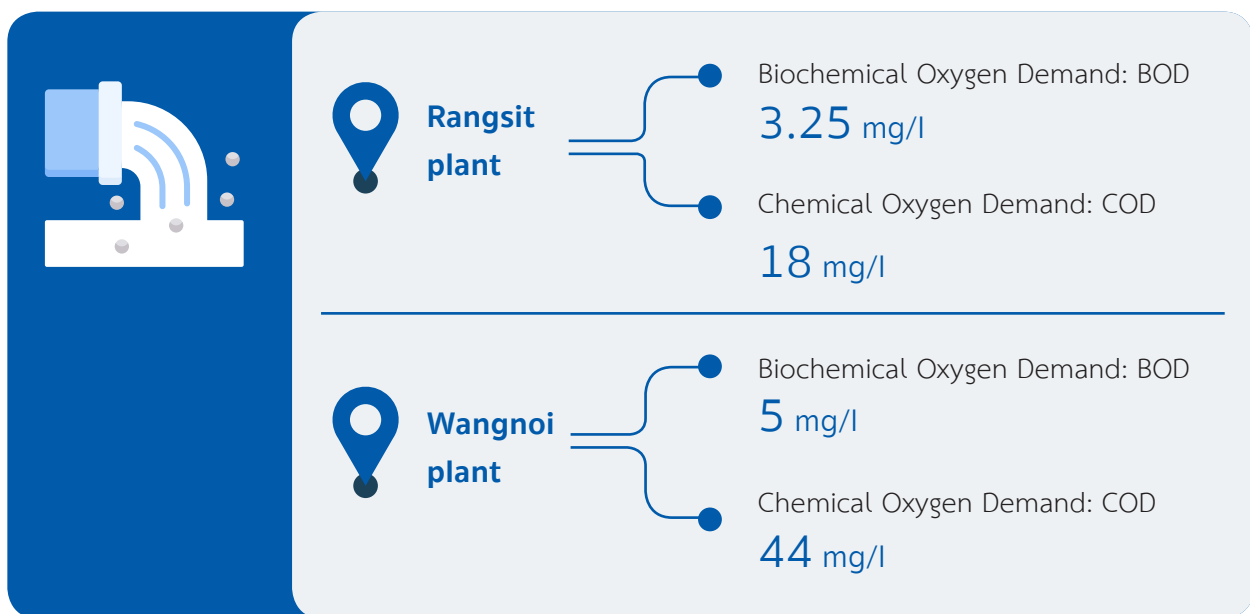 Rangsit
plant
Biochemical Oxygen Demand: BOD
3.25 mg/l
Chemical Oxygen Demand: COD
18 mg/l
Wangnoi
plant
Biochemical Oxygen Demand: BOD
5 mg/l
Chemical Oxygen Demand: COD
44 mg/l